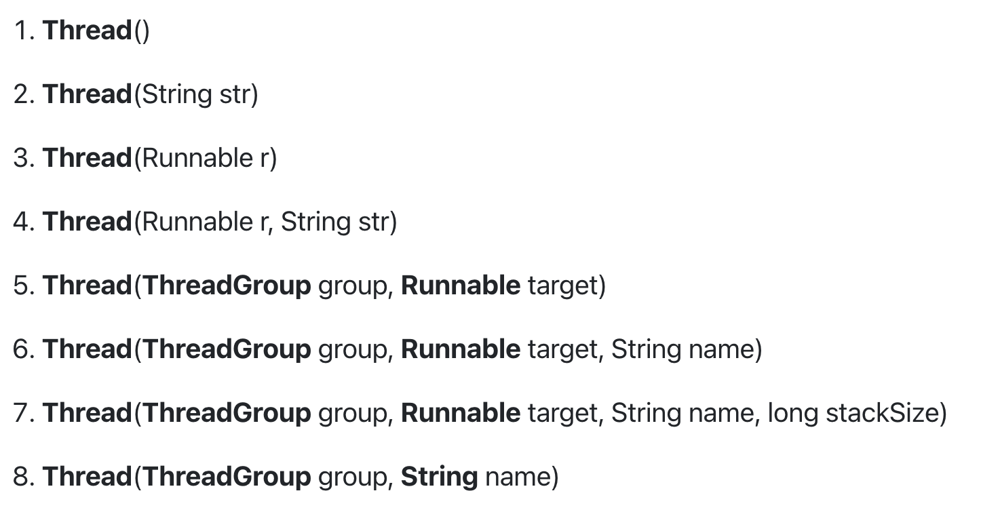 1. Thread()
2. Thread(String str)
3. Thread(Runnable r)
4. Thread(Runnable r, String str)
5. Thread(ThreadGroup group, Runnable target)
6. Thread(ThreadGroup group, Runnable target, String name)
7. Thread(ThreadGroup group, Runnable target, String name, long stackSize)
8. Thread(ThreadGroup group, String name)